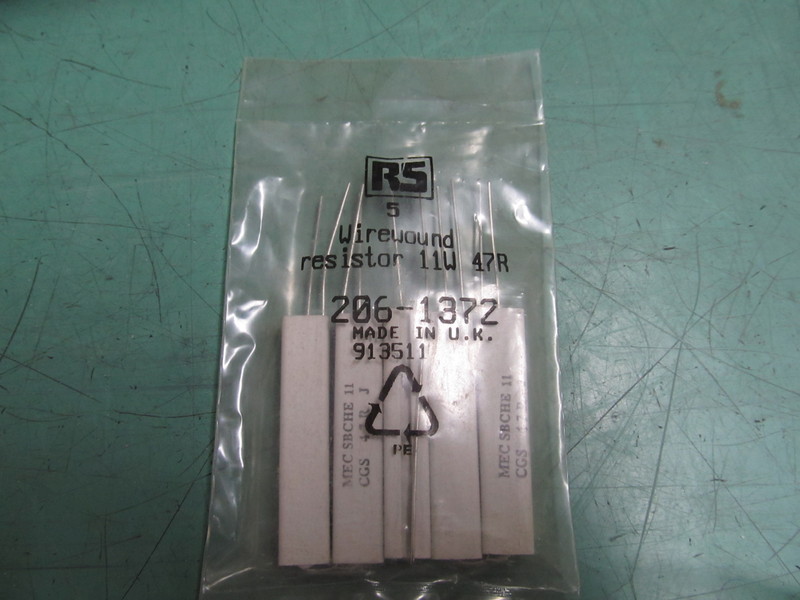 RS
5
Wirewound
resistor 11W 47R
206-1372
MADE IN U.K.
913511
PE
MEC SBCHE 11
CGS J
MEC SBCHE 11
CGS